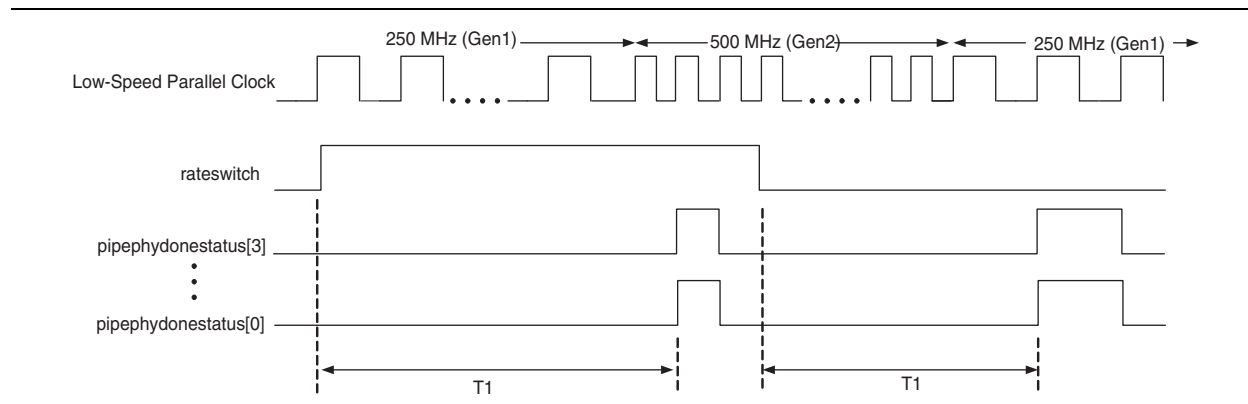 250 MHz (Gen1)
500 MHz (Gen2)
250 MHz (Gen1)
Low-Speed Parallel Clock
rateswitch
pipephydonestatus[3]
pipephydonestatus[0]
T1
T1